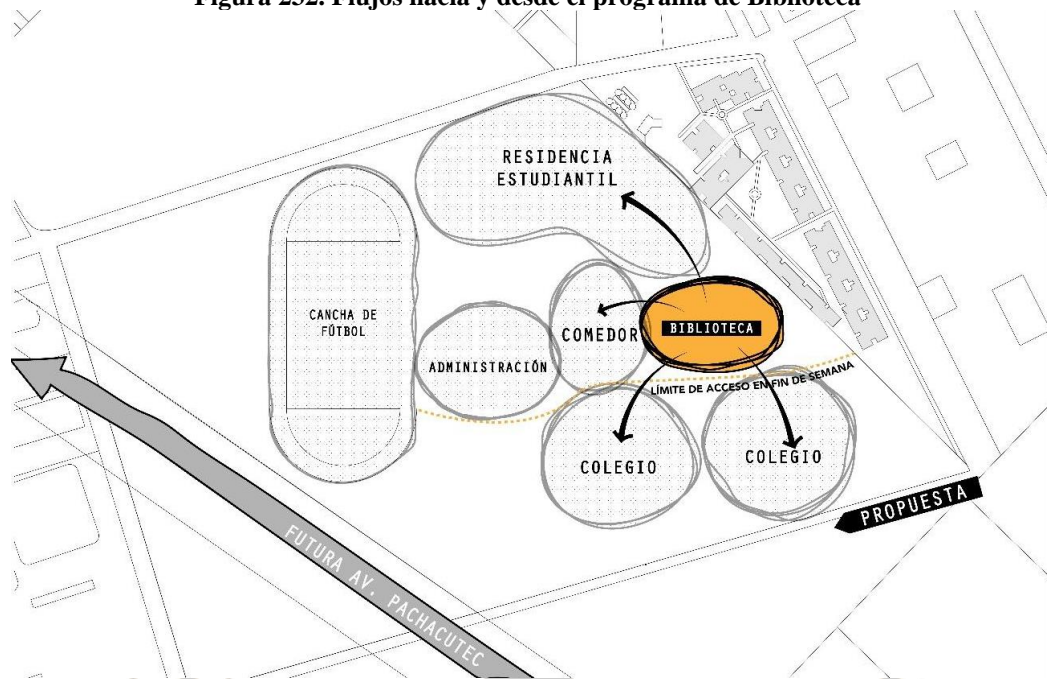 Figura 232. Flujos hacia y desde el programa de Biblioteca
RESIDENCIA
ESTUDIANTIL
CANCHA DE
FÚTBOL
ADMINISTRACIÓN
COMEDOR
BIBLIOTECA
LÍMITE DE ACCESO EN FIN DE SEMANA
COLEGIO
COLEGIO
PROPUESTA
FUTURA AV. PACHACUTEC